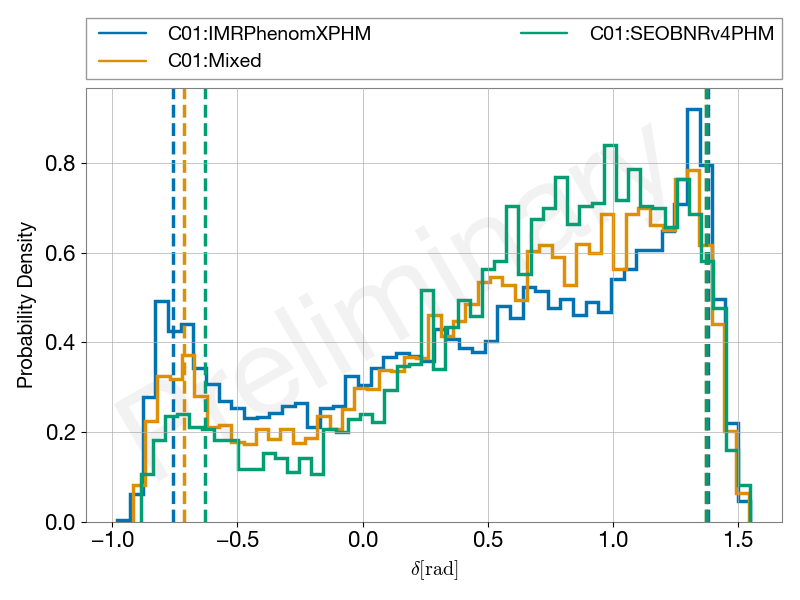 C01:IMRPhenomXPHM
C01:Mixed
C01:SEOBNRv4PHM
Preliminary
Probability Density
0.8
0.6
0.4
0.2
0.0
−1.0 −0.5 0.0 0.5 1.0 1.5
δ[rad]